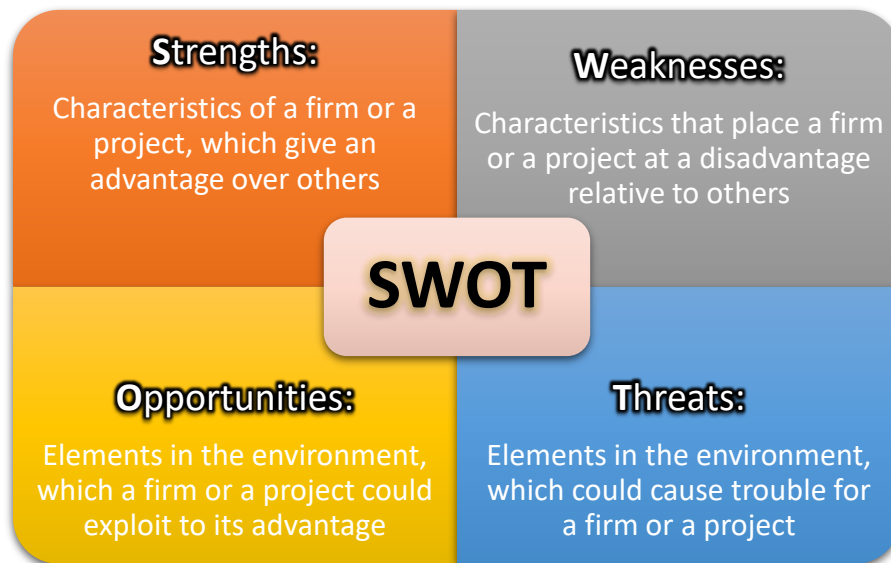 Strengths:
Characteristics of a firm or a
project, which give an
advantage over others
Weaknesses:
Characteristics that place a firm
or a project at a disadvantage
relative to others
SWOT
Opportunities:
Elements in the environment,
which a firm or a project could
exploit to its advantage
Threats:
Elements in the environment,
which could cause trouble for
a firm or a project